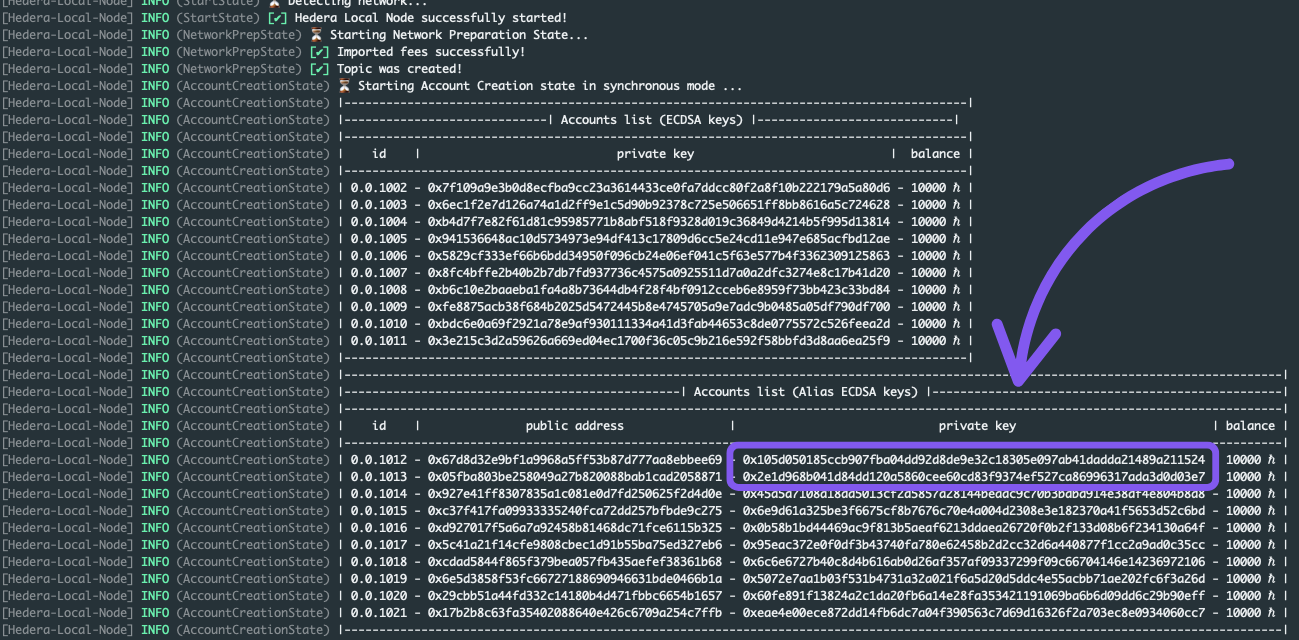 [Hedera-Local-Node] INFO (StartState) ⏳ Detecting network...
[Hedera-Local-Node] INFO (StartState) [✔] Hedera Local Node successfully started!
[Hedera-Local-Node] INFO (NetworkPrepState) ⏳ Starting Network Preparation State...
[Hedera-Local-Node] INFO (NetworkPrepState) [✔] Imported fees successfully!
[Hedera-Local-Node] INFO (NetworkPrepState) [✔] Topic was created!
[Hedera-Local-Node] INFO (AccountCreationState) ⏳ Starting Account Creation state in synchronous mode ...
[Hedera-Local-Node] INFO (AccountCreationState) |-----------------------------------------------------------------------------------------|
[Hedera-Local-Node] INFO (AccountCreationState) |-----------------------------| Accounts list (ECDSA keys) |----------------------------|
[Hedera-Local-Node] INFO (AccountCreationState) |-----------------------------------------------------------------------------------------|
[Hedera-Local-Node] INFO (AccountCreationState) | id | private key | balance |
[Hedera-Local-Node] INFO (AccountCreationState) |-----------------------------------------------------------------------------------------|
[Hedera-Local-Node] INFO (AccountCreationState) | 0.0.1002 - 0x7f109a9e3b0d8ecfba9cc23a3614433ce0fa7ddcc80f2a8f10b222179a5a80d6 - 10000 ℏ |
[Hedera-Local-Node] INFO (AccountCreationState) | 0.0.1003 - 0x6ec1f2e7d126a74a1d2ff9e1c5d90b92378c725e506651ff8bb8616a5c724628 - 10000 ℏ |
[Hedera-Local-Node] INFO (AccountCreationState) | 0.0.1004 - 0xb4d7f7e82f61d81c95985771b8abf518f9328d019c36849d4214b5f995d13814 - 10000 ℏ |
[Hedera-Local-Node] INFO (AccountCreationState) | 0.0.1005 - 0x941536648ac10d5734973e94df413c17809d6cc5e24cd11e947e685acfbd12ae - 10000 ℏ |
[Hedera-Local-Node] INFO (AccountCreationState) | 0.0.1006 - 0x5829cf333ef66b6bdd34950f096cb24e06ef041c5f63e577b4f3362309125863 - 10000 ℏ |
[Hedera-Local-Node] INFO (AccountCreationState) | 0.0.1007 - 0x8fc4bffe2b40b2b7db7fd937736c4575a0925511d7a0a2dfc3274e8c17b41d20 - 10000 ℏ |
[Hedera-Local-Node] INFO (AccountCreationState) | 0.0.1008 - 0xb6c10e2baaeba1fa4a8b73644db4f28f4bf0912cceb6e8959f73bb423c33bd84 - 10000 ℏ |
[Hedera-Local-Node] INFO (AccountCreationState) | 0.0.1009 - 0xfe8875acb38f684b2025d5472445b8e4745705a9e7adc9b0485a05df790df700 - 10000 ℏ |
[Hedera-Local-Node] INFO (AccountCreationState) | 0.0.1010 - 0xbdc6e0a69f2921a78e9af930111334a41d3fab44653c8de0775572c526feea2d - 10000 ℏ |
[Hedera-Local-Node] INFO (AccountCreationState) | 0.0.1011 - 0x3e215c3d2a59626a669ed04ec1700f36c05c9b216e592f58bbfd3d8aa6ea25f9 - 10000 ℏ |
[Hedera-Local-Node] INFO (AccountCreationState) |-----------------------------------------------------------------------------------------|
[Hedera-Local-Node] INFO (AccountCreationState) |--------------------------------------------------------------------------------------------------------------------------------------|
[Hedera-Local-Node] INFO (AccountCreationState) |------------------------------------------------| Accounts list (Alias ECDSA keys) |--------------------------------------------------|
[Hedera-Local-Node] INFO (AccountCreationState) |--------------------------------------------------------------------------------------------------------------------------------------|
[Hedera-Local-Node] INFO (AccountCreationState) | id | public address | private key | balance |
[Hedera-Local-Node] INFO (AccountCreationState) |--------------------------------------------------------------------------------------------------------------------------------------|
[Hedera-Local-Node] INFO (AccountCreationState) | 0.0.1012 - 0x67d8d32e9bf1a9968a5ff53b87d777aa8ebbee69 - 0x105d050185ccb907fba04dd92d8de9e32c18305e097ab41dadda21489a211524 - 10000 ℏ |
[Hedera-Local-Node] INFO (AccountCreationState) | 0.0.1013 - 0x05fba803be258049a27b820088bab1cad2058871 - 0x2e1d968b041d84dd120a5860cee60cd83f9374ef527ca86996317ada3d0d03e7 - 10000 ℏ |
[Hedera-Local-Node] INFO (AccountCreationState) | 0.0.1014 - 0x927e41ff8307835a1c081e0d7fd250625f2d4d0e - 0x45a5a7108a18dd5013cf2d5857a28144beadc9c70b3bdbd914e38df4e804b8d8 - 10000 ℏ |
[Hedera-Local-Node] INFO (AccountCreationState) | 0.0.1015 - 0xc37f417fa09933335240fca72dd257bfbde9c275 - 0x6e9d61a325be3f6675cf8b7676c70e4a004d2308e3e182370a41f5653d52c6bd - 10000 ℏ |
[Hedera-Local-Node] INFO (AccountCreationState) | 0.0.1016 - 0xd927017f5a6a7a92458b81468dc71fce6115b325 - 0x0b58b1bd44469ac9f813b5aeaf6213ddaea26720f0b2f133d08b6f234130a64f - 10000 ℏ |
[Hedera-Local-Node] INFO (AccountCreationState) | 0.0.1017 - 0x5c41a21f14cfe9808cbec1d91b55ba75ed327eb6 - 0x95eac372e0f0df3b43740fa780e62458b2d2cc32d6a440877f1cc2a9ad0c35cc - 10000 ℏ |
[Hedera-Local-Node] INFO (AccountCreationState) | 0.0.1018 - 0xcdad5844f865f379bea057fb435aefef38361b68 - 0x6c6e6727b40c8d4b616ab0d26af357af09337299f09c66704146e14236972106 - 10000 ℏ |
[Hedera-Local-Node] INFO (AccountCreationState) | 0.0.1019 - 0x6e5d3858f53fc66727188690946631bde0466b1a - 0x5072e7aa1b03f531b4731a32a021f6a5d20d5ddc4e55acbb71ae202fc6f3a26d - 10000 ℏ |
[Hedera-Local-Node] INFO (AccountCreationState) | 0.0.1020 - 0x29cbb51a44fd332c14180b4d471fbbc6654b1657 - 0x60fe891f13824a2c1da20fb6a14e28fa353421191069ba6b6d09dd6c29b90eff - 10000 ℏ |
[Hedera-Local-Node] INFO (AccountCreationState) | 0.0.1021 - 0x17b2b8c63fa35402088640e426c6709a254c7ffb - 0xeae4e00ece872dd14fb6dc7a04f390563c7d69d16326f2a703ec8e0934060cc7 - 10000 ℏ |
[Hedera-Local-Node] INFO (AccountCreationState) |--------------------------------------------------------------------------------------------------------------------------------------|